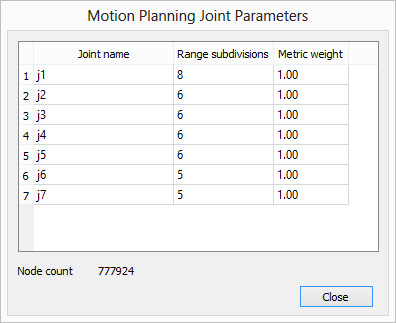 Motion Planning Joint Parameters
Joint name Range subdivisions Metric weight
1 j1 8 1.00
2 j2 6 1.00
3 j3 6 1.00
4 j4 6 1.00
5 j5 6 1.00
6 j6 5 1.00
7 j7 5 1.00
Node count 777924
Close